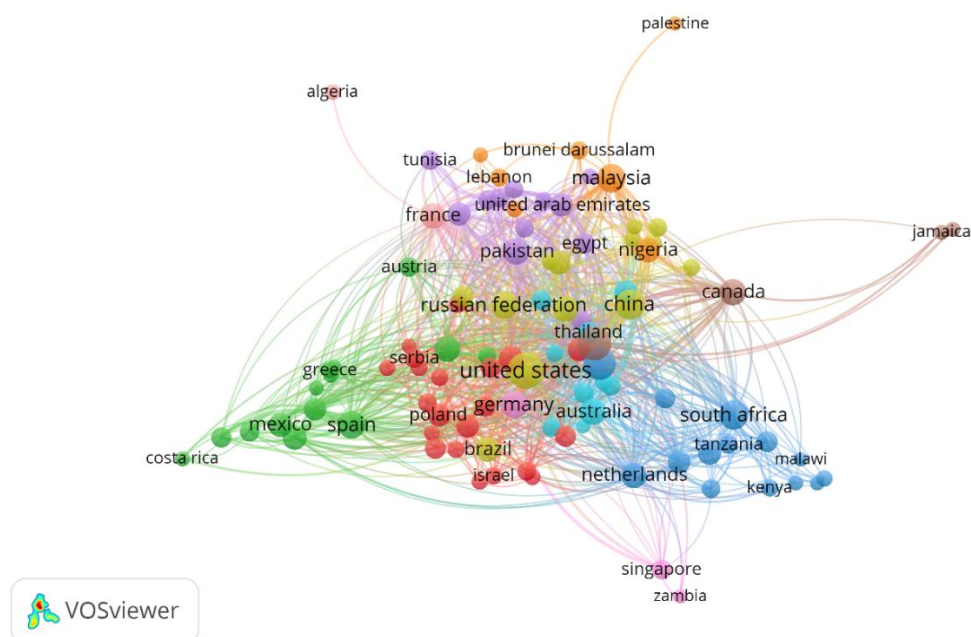 palestine
algeria
tunisia
brunei darussalam
lebanon
malaysia
france
united arab emirates
jamaica
pakistan
egypt
nigeria
austria
canada
russian federation
china
thailand
serbia
greece
united states
germany
poland
australia
south africa
mexico
spain
tanzania
brazil
costa rica
malawi
israel
netherlands
kenya
singapore
zambia
VOSviewer